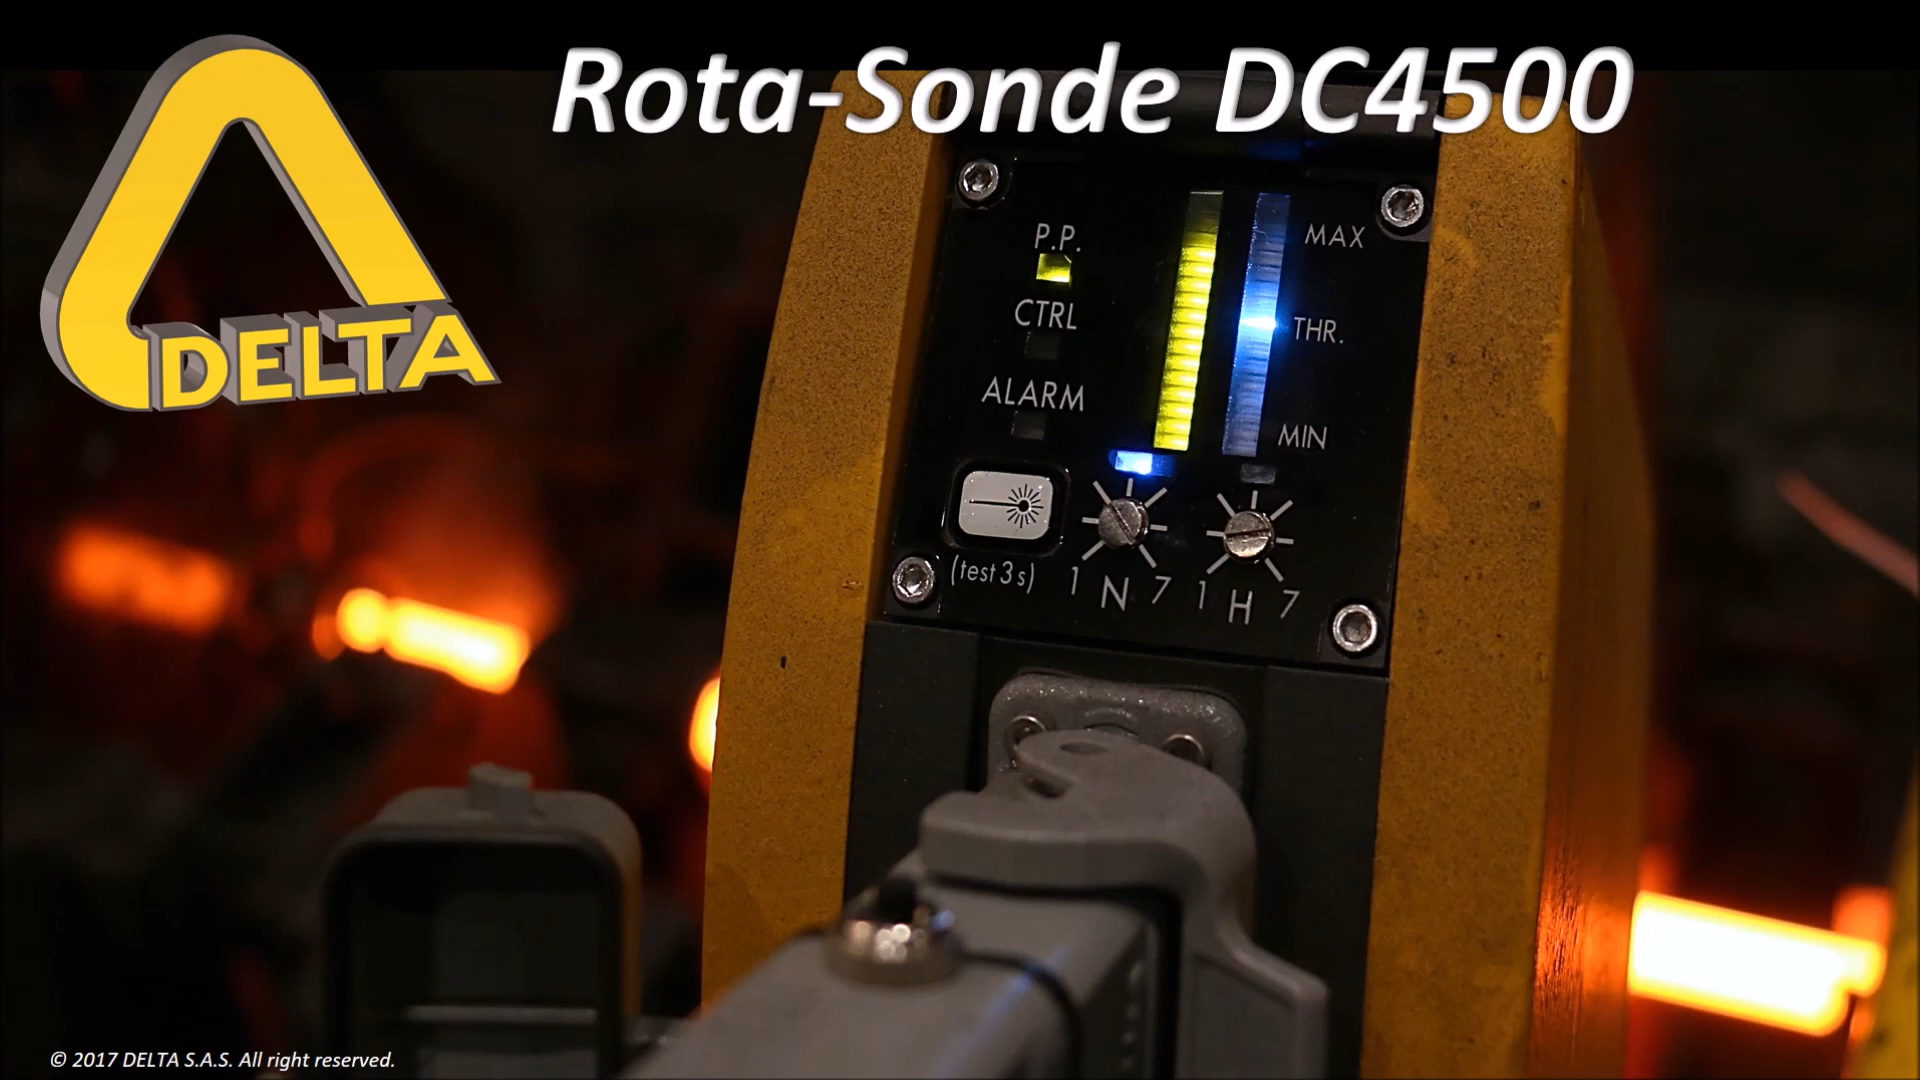 Rota-Sonde DC4500
DELTA
P.P.
MAX
CTRL
THR.
ALARM
MIN
(test 3 s)
1 N 7
1 H 7
© 2017 DELTA S.A.S. All right reserved.